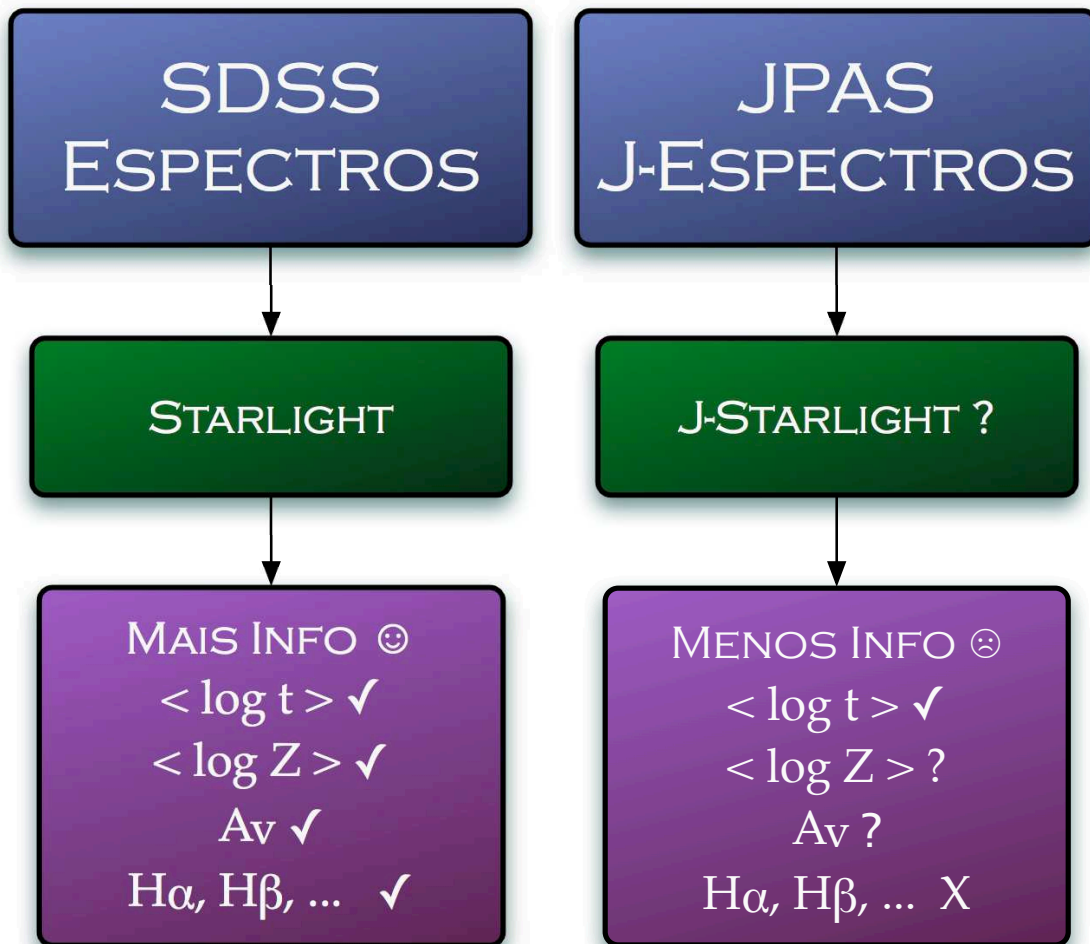 SDSS
ESPECTROS
STARLIGHT
MAIS INFO ☺
< log t > ✓
< log Z > ✓
Av ✓
Hα, Hβ, ... ✓
JPAS
J-ESPECTROS
J-STARLIGHT ?
MENOS INFO ☹
< log t > ✓
< log Z > ?
Av ?
Hα, Hβ, ... X